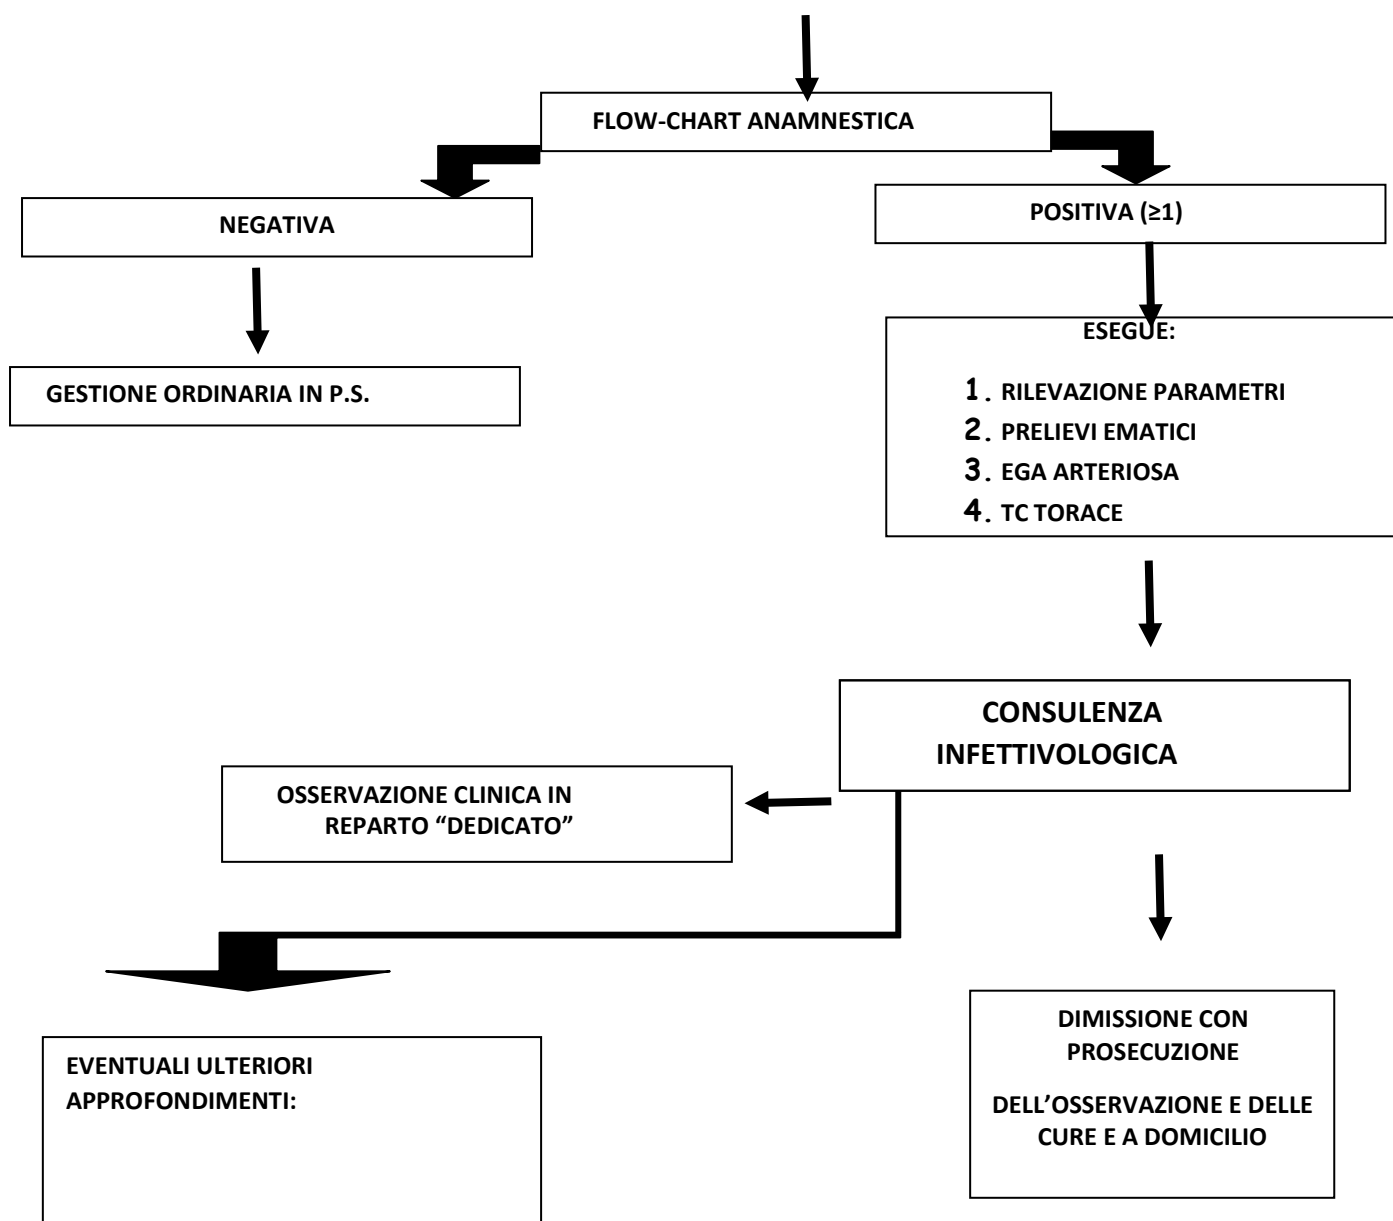 FLOW-CHART ANAMNESTICA
NEGATIVA
POSITIVA (≥1)
GESTIONE ORDINARIA IN P.S.
ESEGUE:
1. RILEVAZIONE PARAMETRI
2. PRELIEVI EMATICI
3. EGA ARTERIOSA
4. TC TORACE
CONSULENZA
INFETTIVOLOGICA
OSSERVAZIONE CLINICA IN
REPARTO “DEDICATO”
EVENTUALI ULTERIORI
APPROFONDIMENTI:
DIMISSIONE CON
PROSECUZIONE
DELL’OSSERVAZIONE E DELLE
CURE E A DOMICILIO